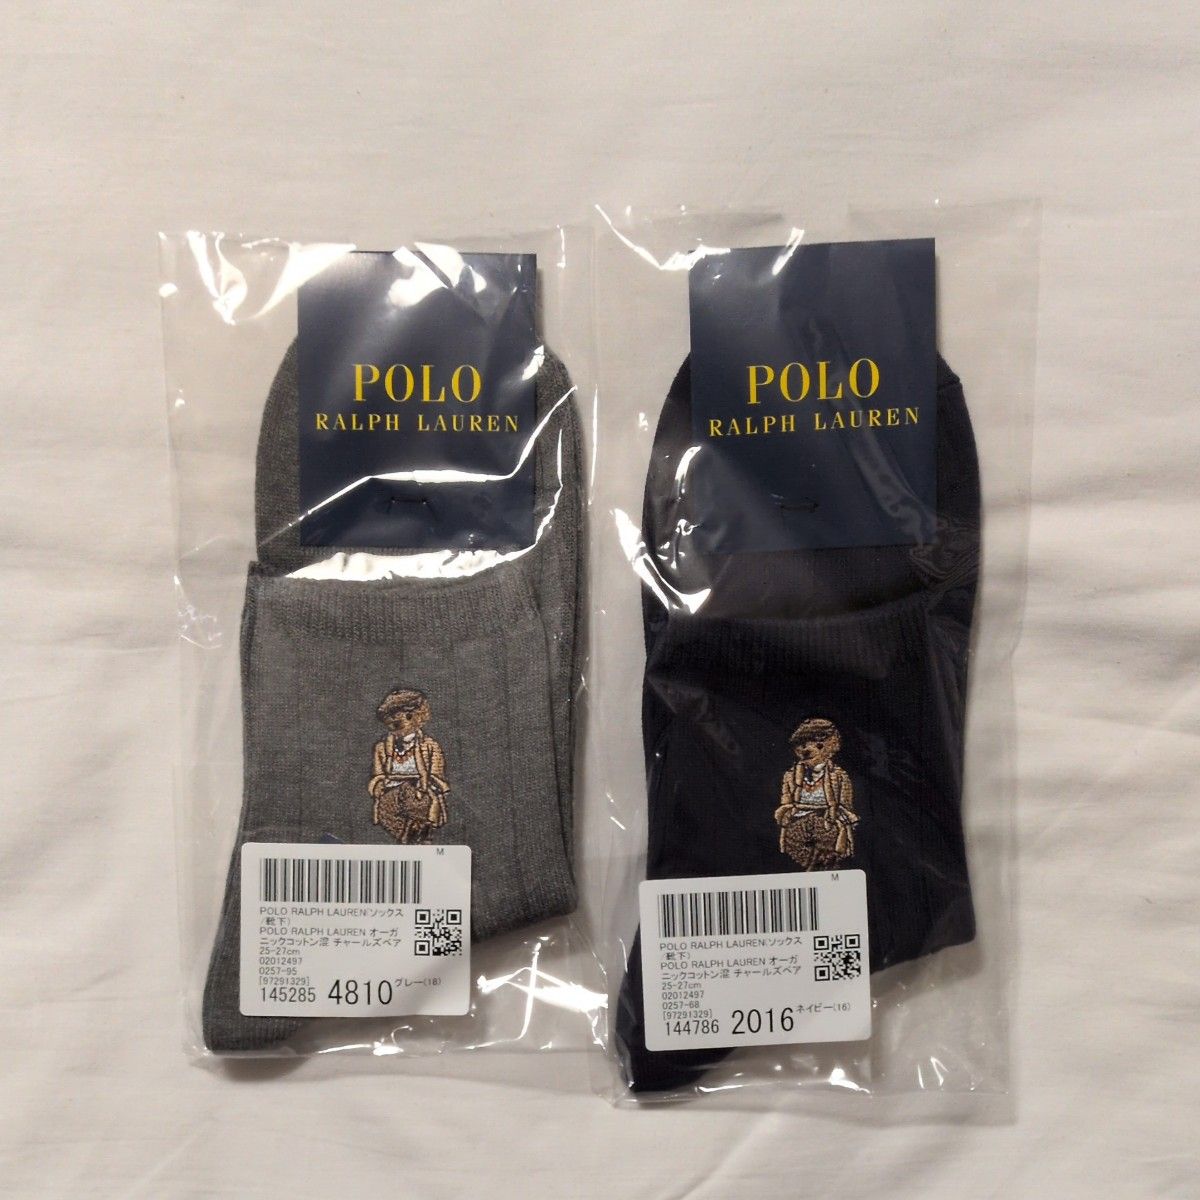 POLO
RALPH LAUREN
POLO
RALPH LAUREN
M
POLO RALPH LAUREN(ソックス
/靴下)
POLO RALPH LAUREN オーガ
ニックコットン混 チャールズベア
25-27cm
02012497
0257-95
[97291329]
145285 4810 グレー(18)
M
POLO RALPH LAUREN(ソックス
/靴下)
POLO RALPH LAUREN オーガ
ニックコットン混 チャールズベア
25-27cm
02012497
0257-68
[97291329]
144786 2016 ネイビー(16)